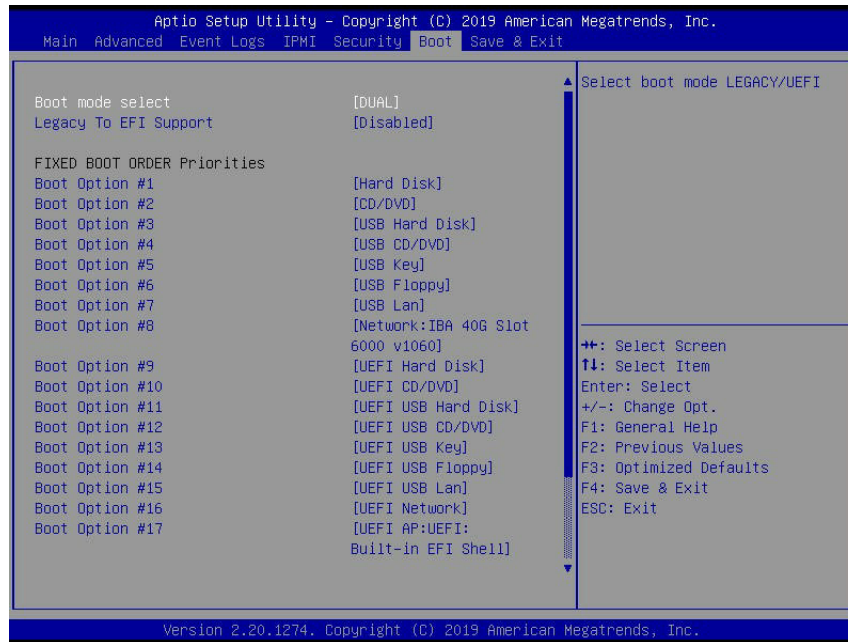 Aptio Setup Utility – Copyright (C) 2019 American Megatrends, Inc.
Main Advanced Event Logs IPMI Security Boot Save & Exit
Boot mode select [DUAL]
Legacy To EFI Support [Disabled]
FIXED BOOT ORDER Priorities
Boot Option #1 [Hard Disk]
Boot Option #2 [CD/DVD]
Boot Option #3 [USB Hard Disk]
Boot Option #4 [USB CD/DVD]
Boot Option #5 [USB Key]
Boot Option #6 [USB Floppy]
Boot Option #7 [USB Lan]
Boot Option #8 [Network:IBA 40G Slot
6000 v1060]
Boot Option #9 [UEFI Hard Disk]
Boot Option #10 [UEFI CD/DVD]
Boot Option #11 [UEFI USB Hard Disk]
Boot Option #12 [UEFI USB CD/DVD]
Boot Option #13 [UEFI USB Key]
Boot Option #14 [UEFI USB Floppy]
Boot Option #15 [UEFI USB Lan]
Boot Option #16 [UEFI Network]
Boot Option #17 [UEFI AP:UEFI:
Built-in EFI Shell]
Select boot mode LEGACY/UEFI
→←: Select Screen
↑↓: Select Item
Enter: Select
+/-: Change Opt.
F1: General Help
F2: Previous Values
F3: Optimized Defaults
F4: Save & Exit
ESC: Exit
Version 2.20.1274. Copyright (C) 2019 American Megatrends, Inc.